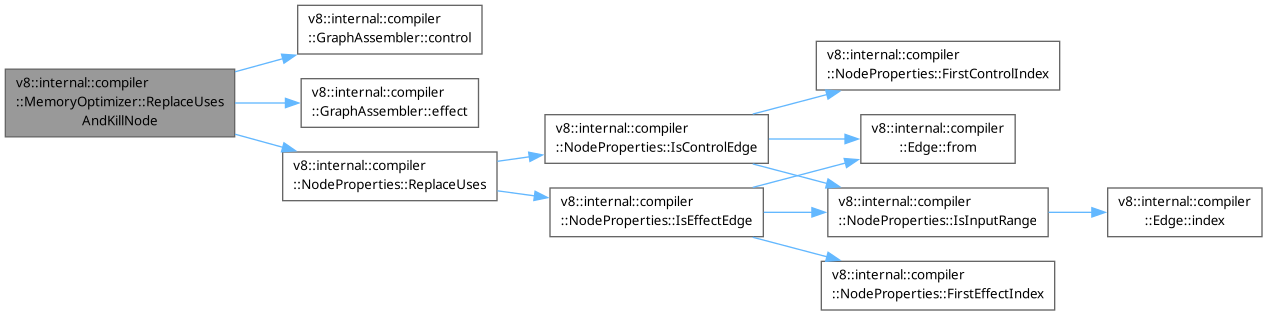 v8::internal::compiler
::MemoryOptimizer::ReplaceUses
AndKillNode
v8::internal::compiler
::GraphAssembler::control
v8::internal::compiler
::GraphAssembler::effect
v8::internal::compiler
::NodeProperties::ReplaceUses
v8::internal::compiler
::NodeProperties::IsControlEdge
v8::internal::compiler
::NodeProperties::IsEffectEdge
v8::internal::compiler
::NodeProperties::FirstControlIndex
v8::internal::compiler
::Edge::from
v8::internal::compiler
::NodeProperties::IsInputRange
v8::internal::compiler
::NodeProperties::FirstEffectIndex
v8::internal::compiler
::Edge::index